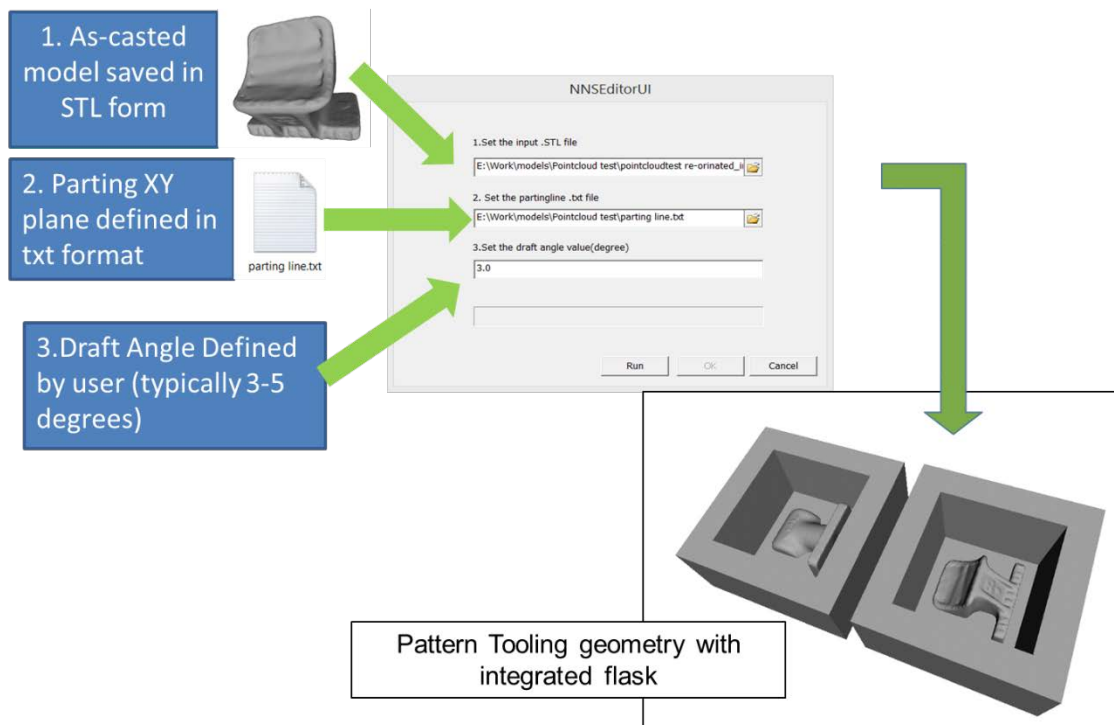 1. As-casted
model saved in
STL form
2. Parting XY
plane defined in
txt format
parting line.txt
3.Draft Angle Defined
by user (typically 3-5
degrees)
NNSEditorUI
1.Set the input .STL file
E:\Work\models\Pointcloud test\pointcloudtest re-orinated_i
2. Set the partingline .txt file
E:\Work\models\Pointcloud test\parting line.txt
3.Set the draft angle value(degree)
3.0
Run OK Cancel
Pattern Tooling geometry with
integrated flask